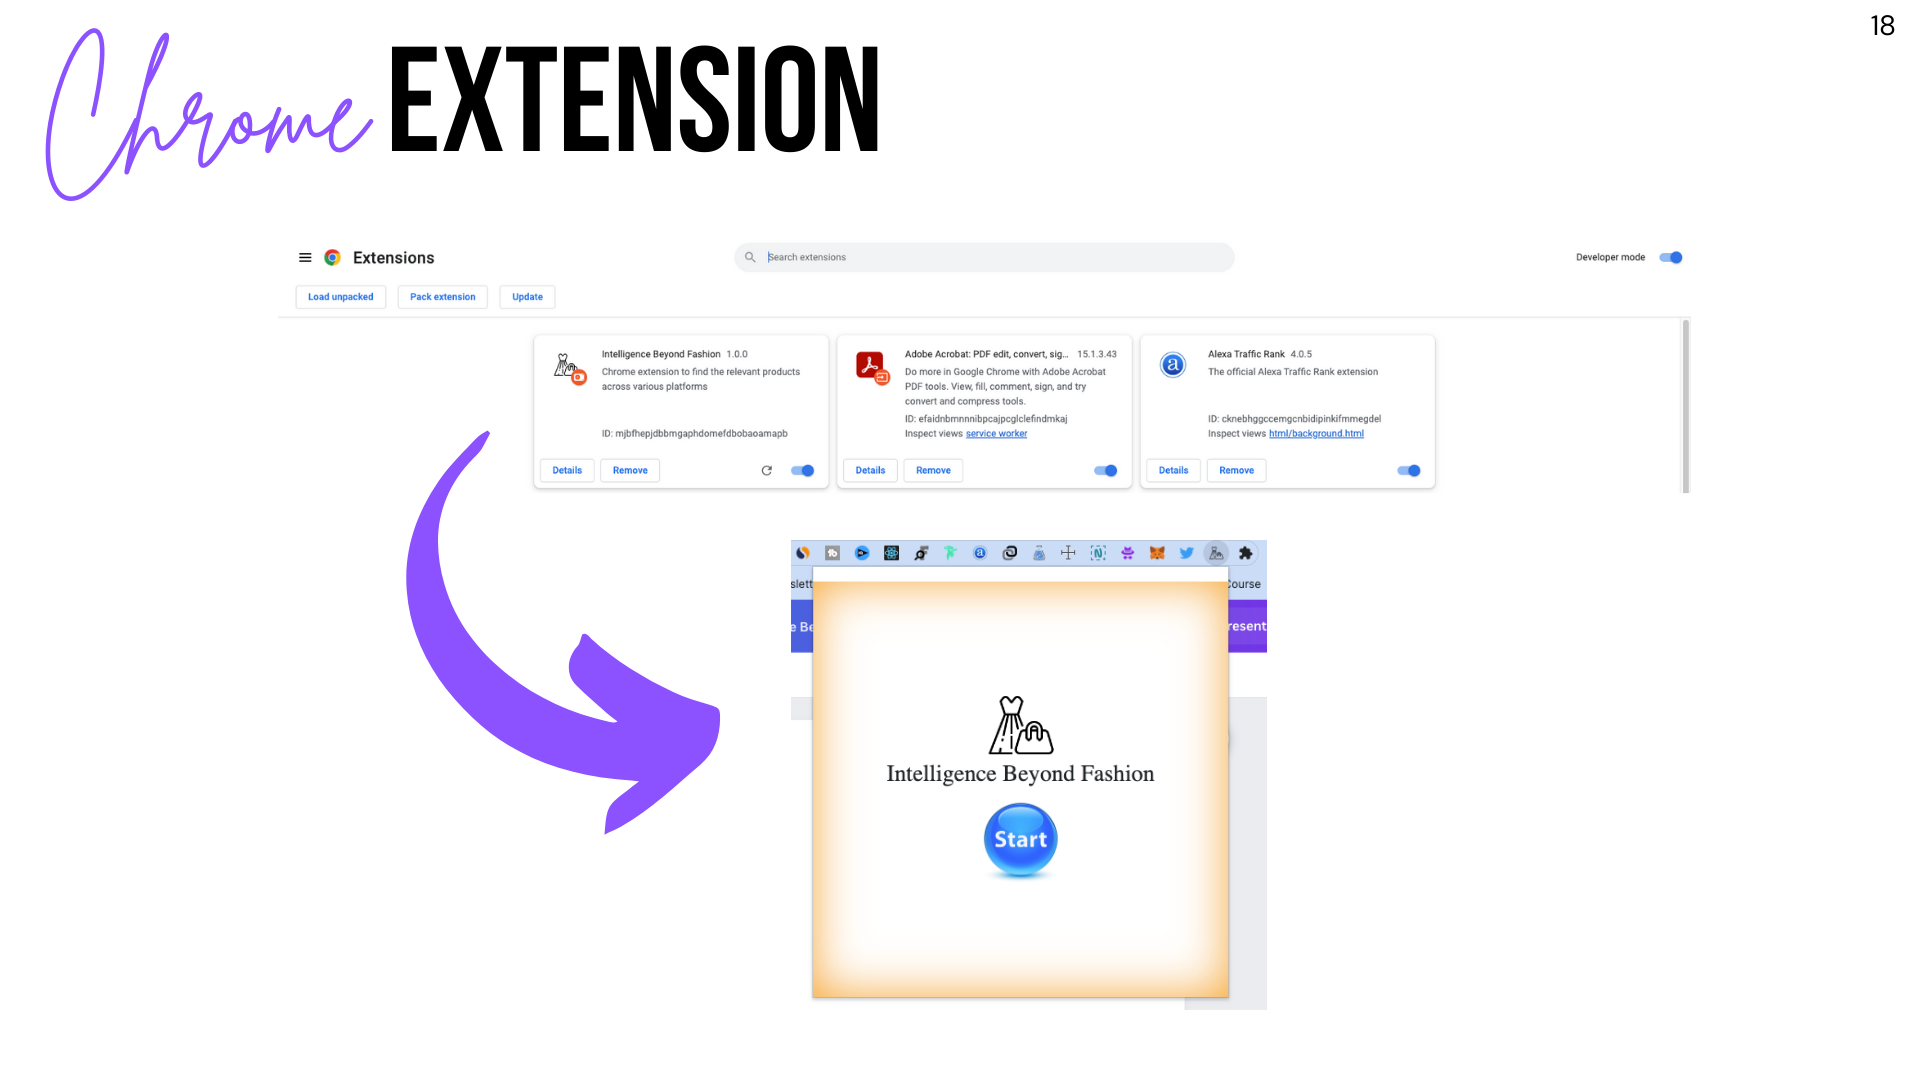 18
Chrome EXTENSION
Extensions
Search extensions
Developer mode
Load unpacked
Pack extension
Update
Intelligence Beyond Fashion 1.0.0
Chrome extension to find the relevant products
across various platforms
ID: mjbfhepjdbbmgaphdomefdbobaoamapb
Details
Remove
Adobe Acrobat: PDF edit, convert, sig... 15.1.3.43
Do more in Google Chrome with Adobe Acrobat
PDF tools. View, fill, comment, sign, and try
convert and compress tools.
ID: efaidnbmnnnibpcajpcglclefindmkaj
Inspect views service worker
Details
Remove
Alexa Traffic Rank 4.0.5
The official Alexa Traffic Rank extension
ID: cknebhggccemgcnbidipinkifmmegdel
Inspect views html/background.html
Details
Remove
slett
Course
e Be
resent
Intelligence Beyond Fashion
Start